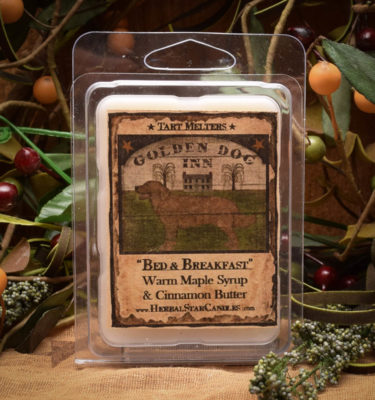 ★ TART MELTERS ★
GOLDEN DOG
INN
"BED & BREAKFAST"
WARM MAPLE SYRUP
& CINNAMON BUTTER
WWW.HERBALSTARCANDLES.COM